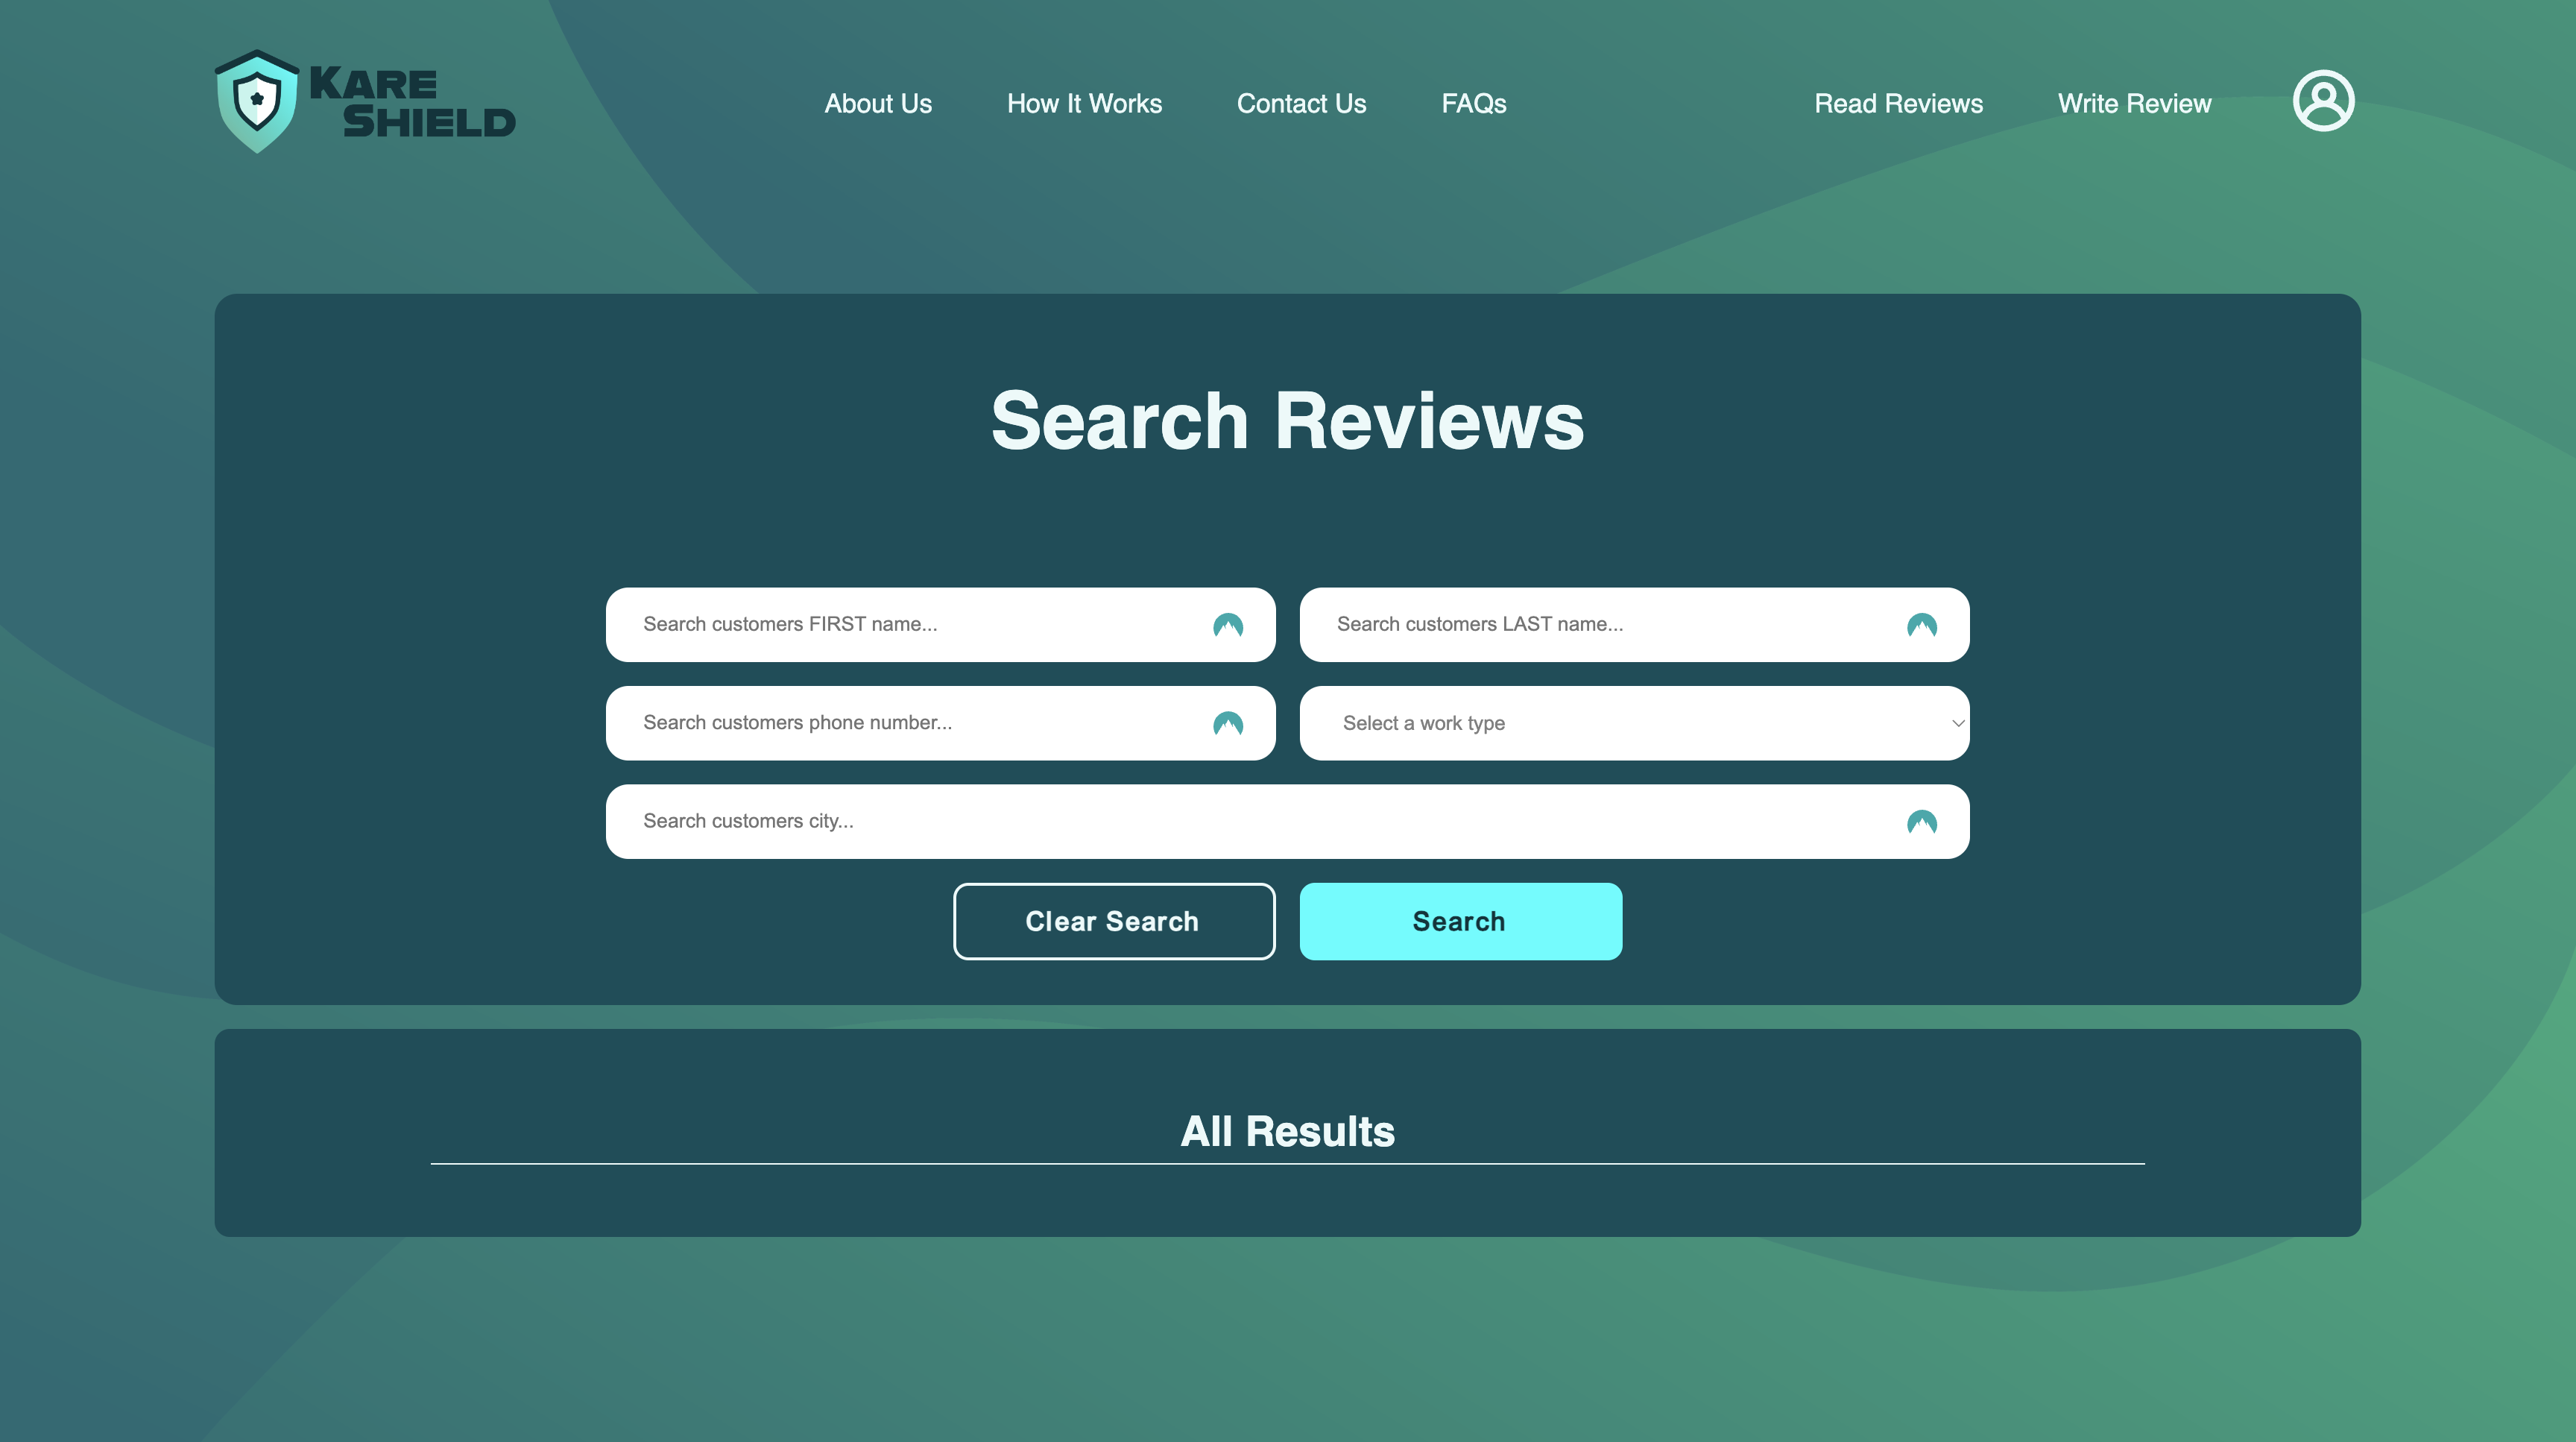 KARE
SHIELD
About Us
How It Works
Contact Us
FAQs
Read Reviews
Write Review
Search Reviews
Search customers FIRST name...
Search customers LAST name...
Search customers phone number...
Select a work type
Search customers city...
Clear Search
Search
All Results